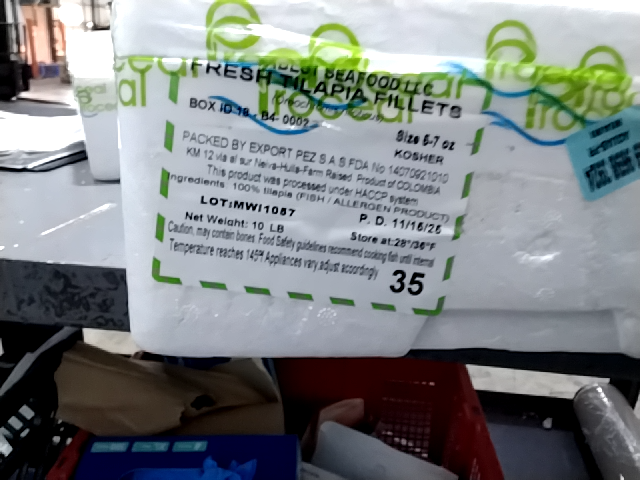 SEAFOOD LLC
FRESH TILAPIA FILLETS
BOX ID 19 - B4- 0002
Size 5-7 oz
KOSHER
PACKED BY EXPORT PEZ S A S FDA No 14070921010
KM 12 via al sur Neiva-Huila-Farm Raised. Product of COLOMBIA
This product was processed under HACCP system
Ingredients: 100% tilapia (FISH / ALLERGEN PRODUCT)
LOT:MWI1087
P. D. 11/16/25
Net Weight: 10 LB
Store at:28°/36°F
Caution, may contain bones. Food Safety guidelines recommend cooking fish until internal
Temperature reaches 145ºf Appliances vary,adjust accordingly
35